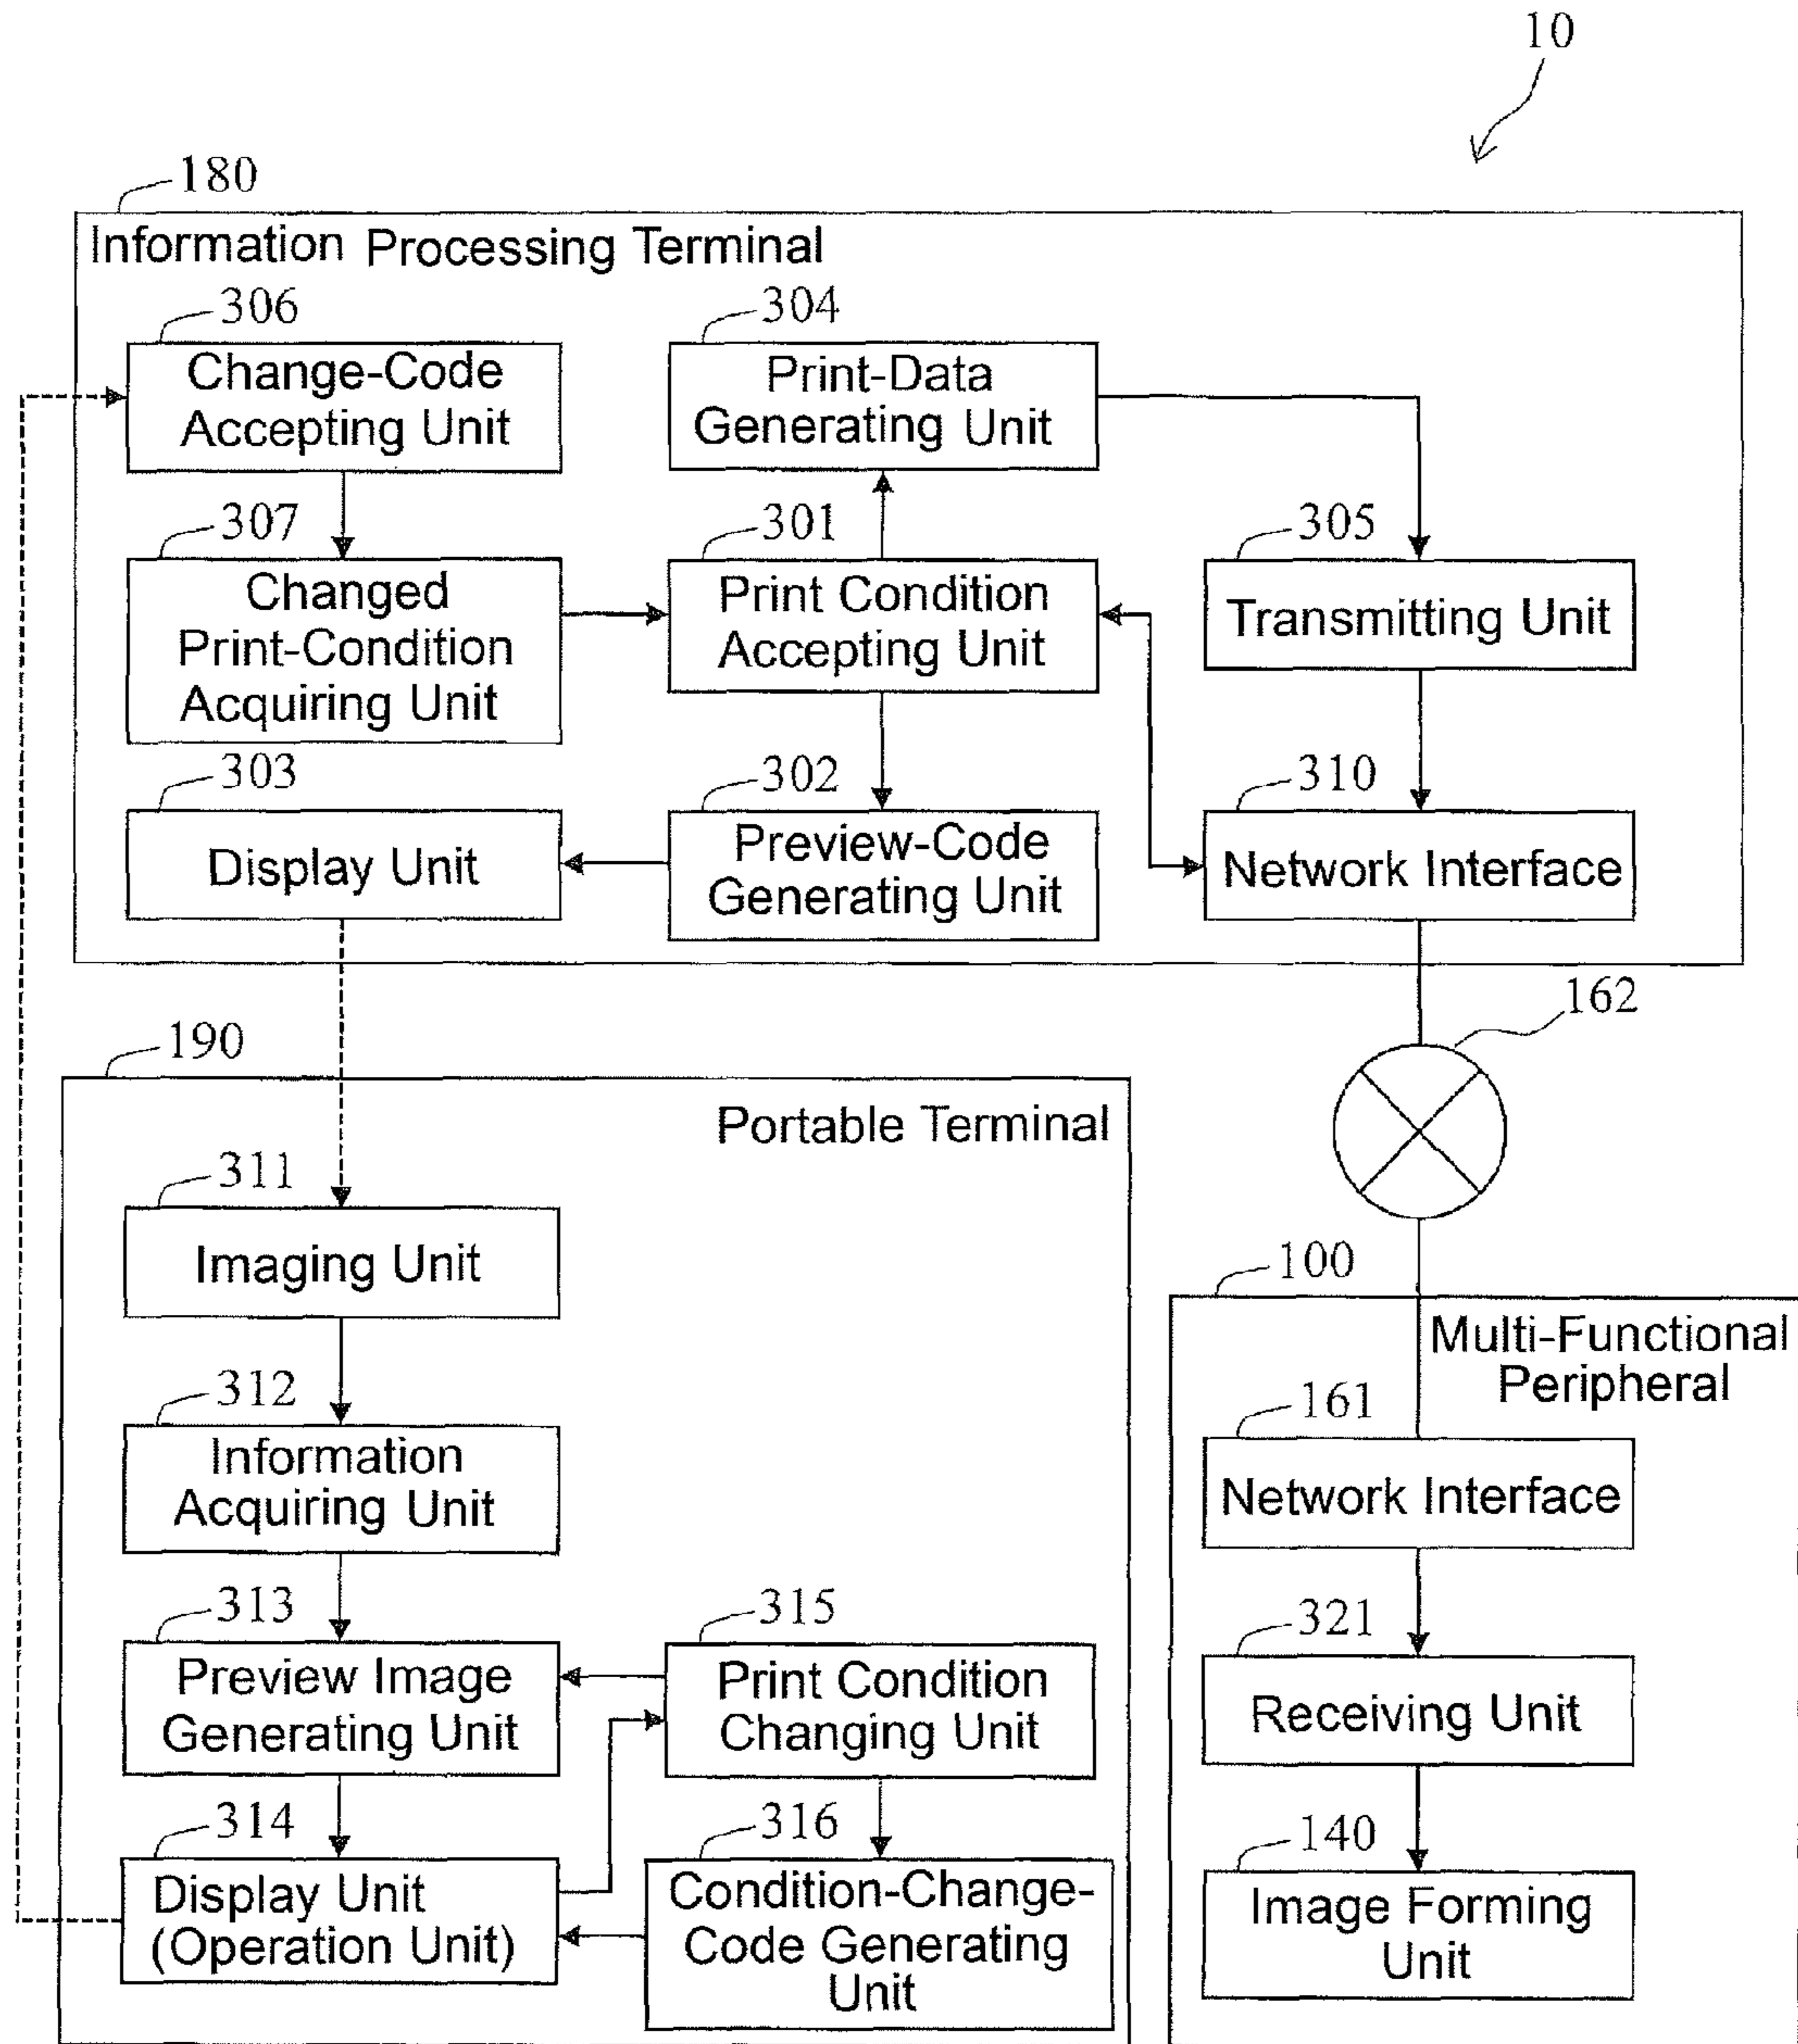 10
180
Information Processing Terminal
306
Change-Code
Accepting Unit
304
Print-Data
Generating Unit
307
Changed
Print-Condition
Acquiring Unit
301
Print Condition
Accepting Unit
305
Transmitting Unit
303
Display Unit
302
Preview-Code
Generating Unit
310
Network Interface
162
190
Portable Terminal
311
Imaging Unit
312
Information
Acquiring Unit
313
Preview Image
Generating Unit
315
Print Condition
Changing Unit
314
Display Unit
(Operation Unit)
316
Condition-Change-
Code Generating
Unit
100
Multi-Functional
Peripheral
161
Network Interface
321
Receiving Unit
140
Image Forming
Unit